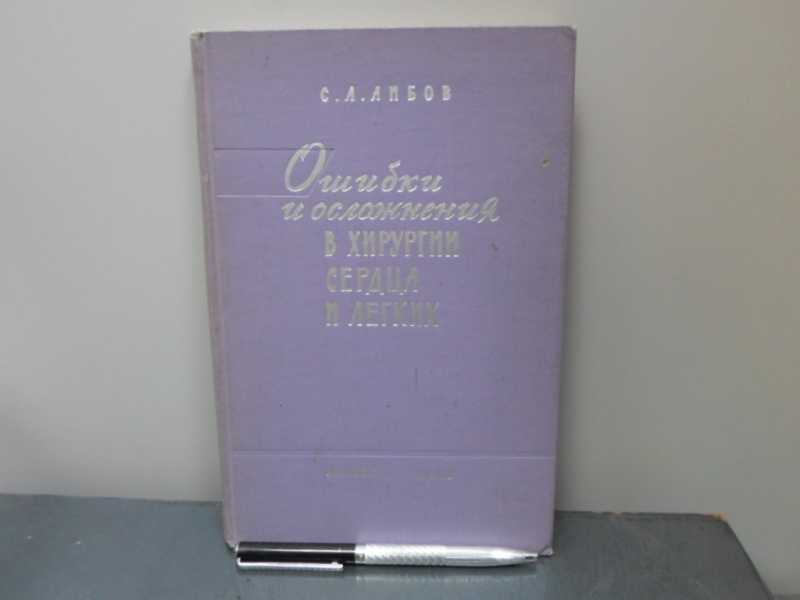 С.Л.ЛИБОВ
Ошибки
и осложнения
В ХИРУРГИИ
СЕРДЦА
И ЛЕГКИХ